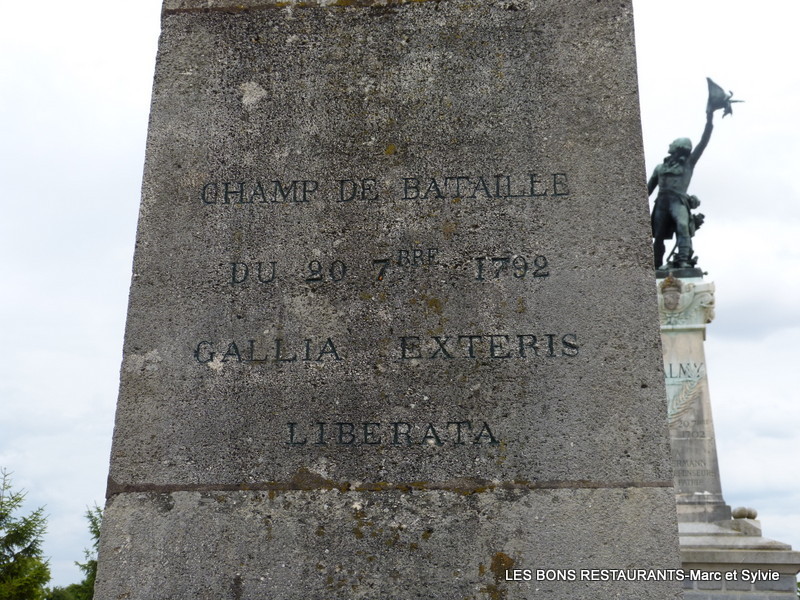 CHAMP DE BATAILLE
DU 20 7BRE 1792
GALLIA EXTERIS
LIBERATA
ALMY
LES BONS RESTAURANTS-Marc et Sylvie